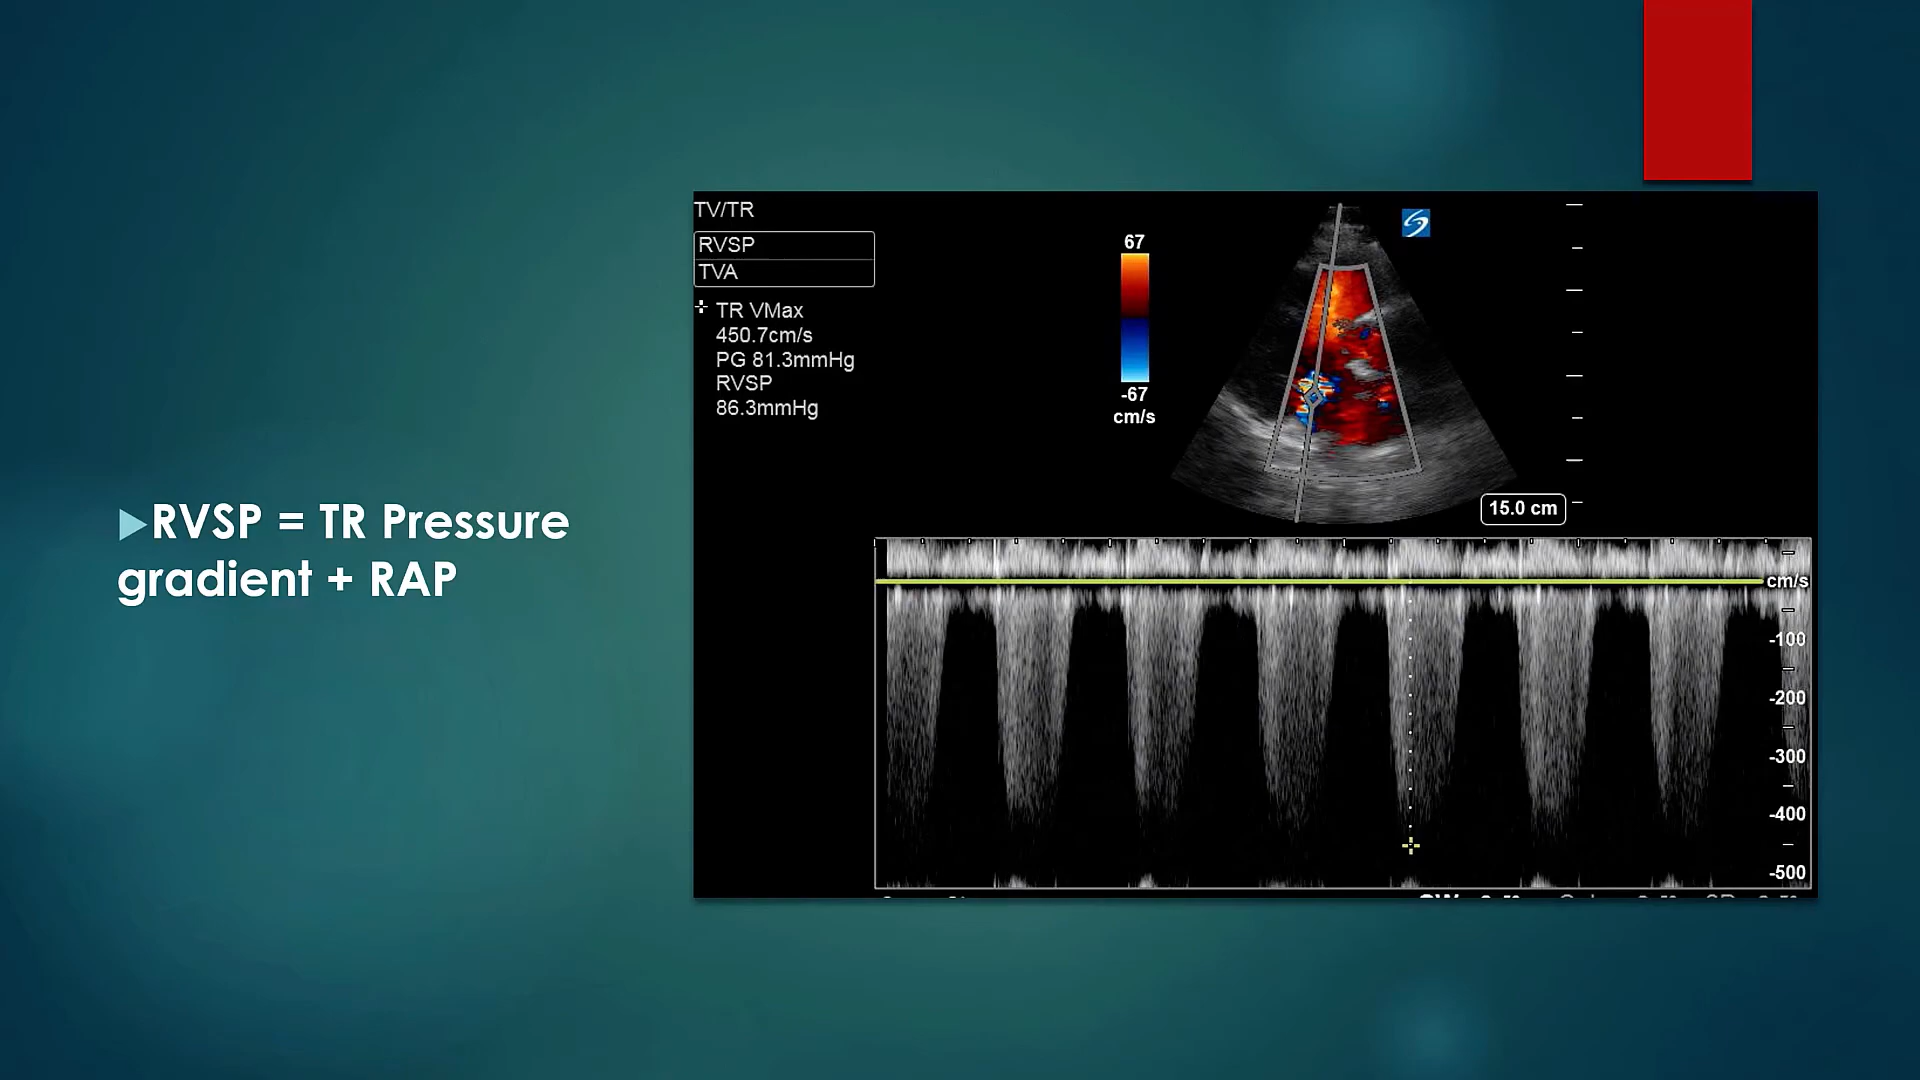 RVSP = TR Pressure
gradient + RAP
TV/TR
RVSP
TVA
TR VMax
450.7cm/s
PG 81.3mmHg
RVSP
86.3mmHg
67
-67
cm/s
15.0 cm
cm/s
-100
-200
-300
-400
-500